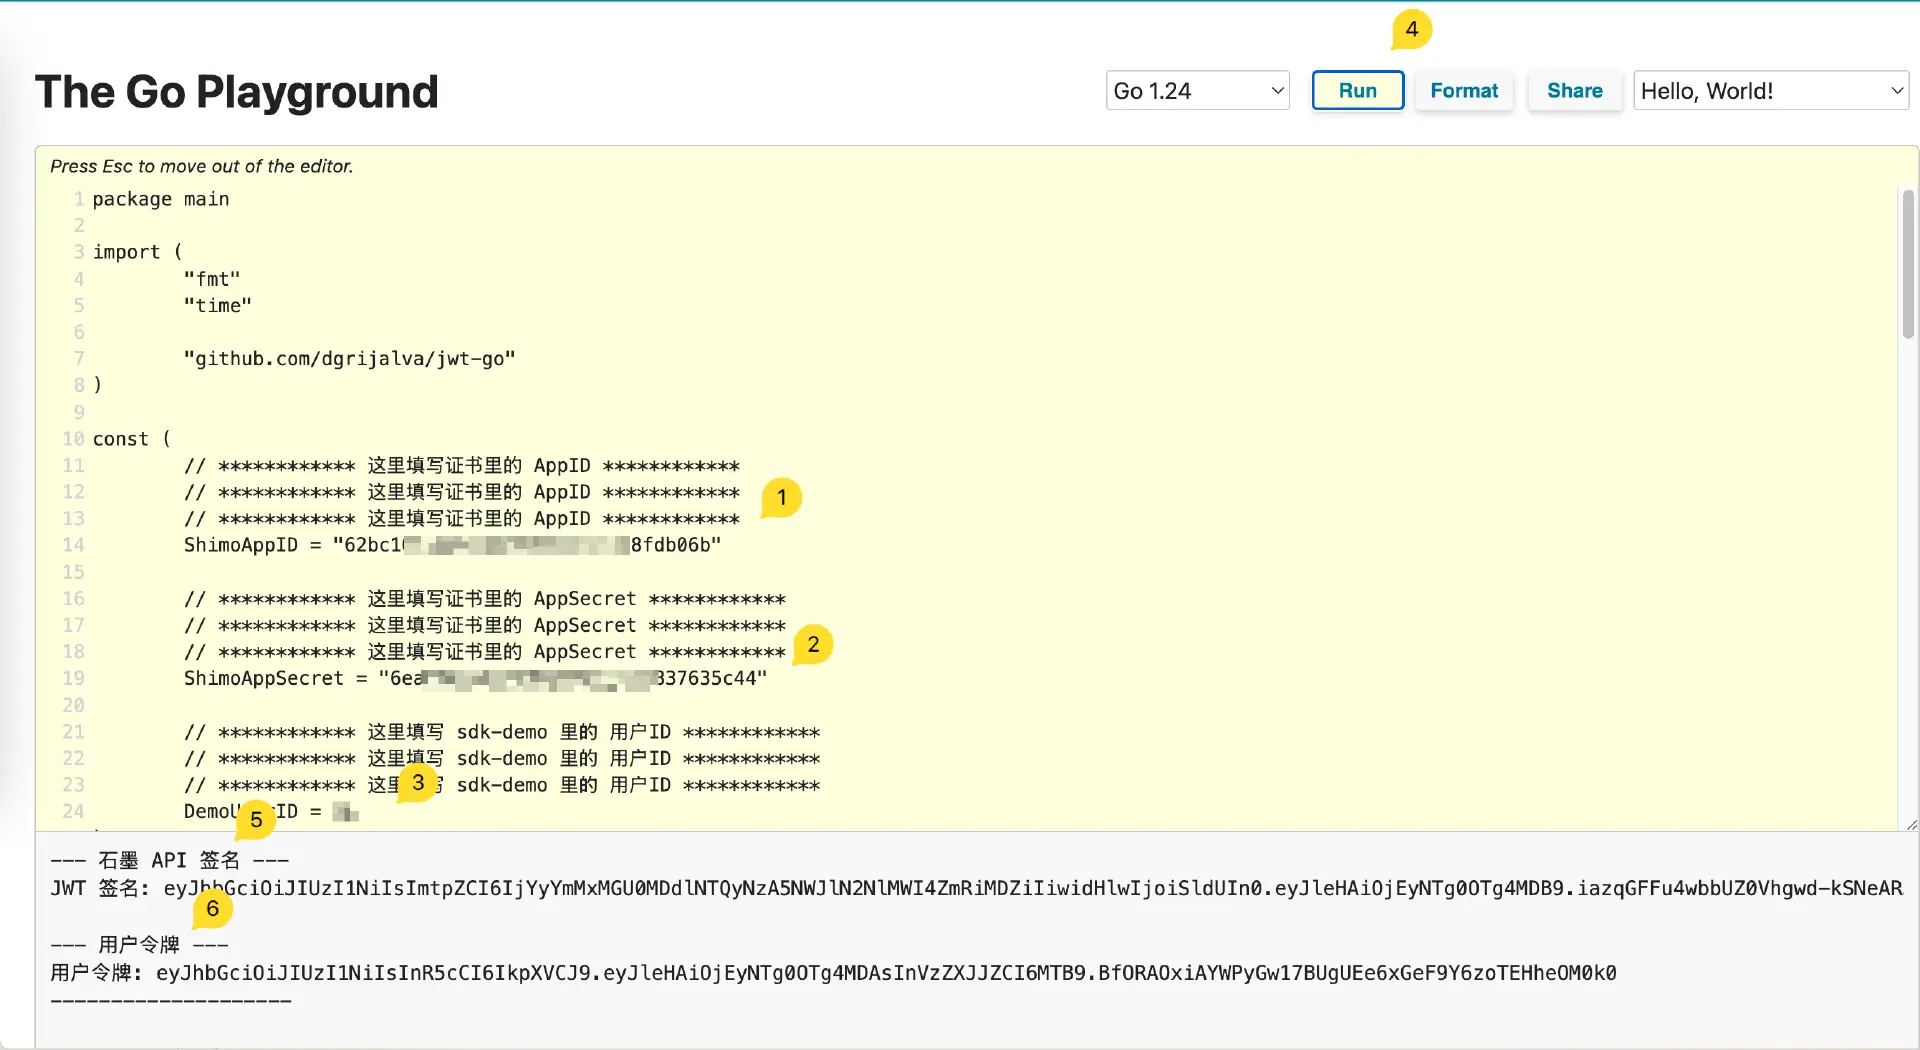 4
The Go Playground
Go 1.24
Run
Format
Share
Hello, World!
Press Esc to move out of the editor.
1 package main
2
3 import (
4 "fmt"
5 "time"
6
7 "github.com/dgrijalva/jwt-go"
8 )
9
10 const (
11 // ************ 这里填写证书里的 AppID ************
12 // ************ 这里填写证书里的 AppID ************
1
13 // ************ 这里填写证书里的 AppID ************
14 ShimoAppID = "62bc1 8fdb06b"
15
16 // ************ 这里填写证书里的 AppSecret ************
17 // ************ 这里填写证书里的 AppSecret ************
18 // ************ 这里填写证书里的 AppSecret ************
2
19 ShimoAppSecret = "6ea 337635c44"
20
21 // ************ 这里填写 sdk-demo 里的 用户ID ************
22 // ************ 这里填写 sdk-demo 里的 用户ID ************
23 // ************ 这里 写 sdk-demo 里的 用户ID ************
3
24 DemoU ID =
5
--- 石墨 API 签名 ---
JWT 签名: eyJhbGciOiJIUzI1NiIsImtpZCI6IjYyYmMxMGU0MDdlNTQyNzA5NWJlN2NlMWI4ZmRiMDZiIiwidHlwIjoiSldUIn0.eyJleHAiOjEyNTg0OTg4MDB9.iazqGFFu4wbbUZ0Vhgwd-kSNeAR
6
--- 用户令牌 ---
用户令牌: eyJhbGciOiJIUzI1NiIsInR5cCI6IkpXVCJ9.eyJleHAiOjEyNTg0OTg4MDAsInVzZXJJZCI6MTB9.BfORAOxiAYWPyGw17BUgUEe6xGeF9Y6zoTEHheOM0k0
---------------------